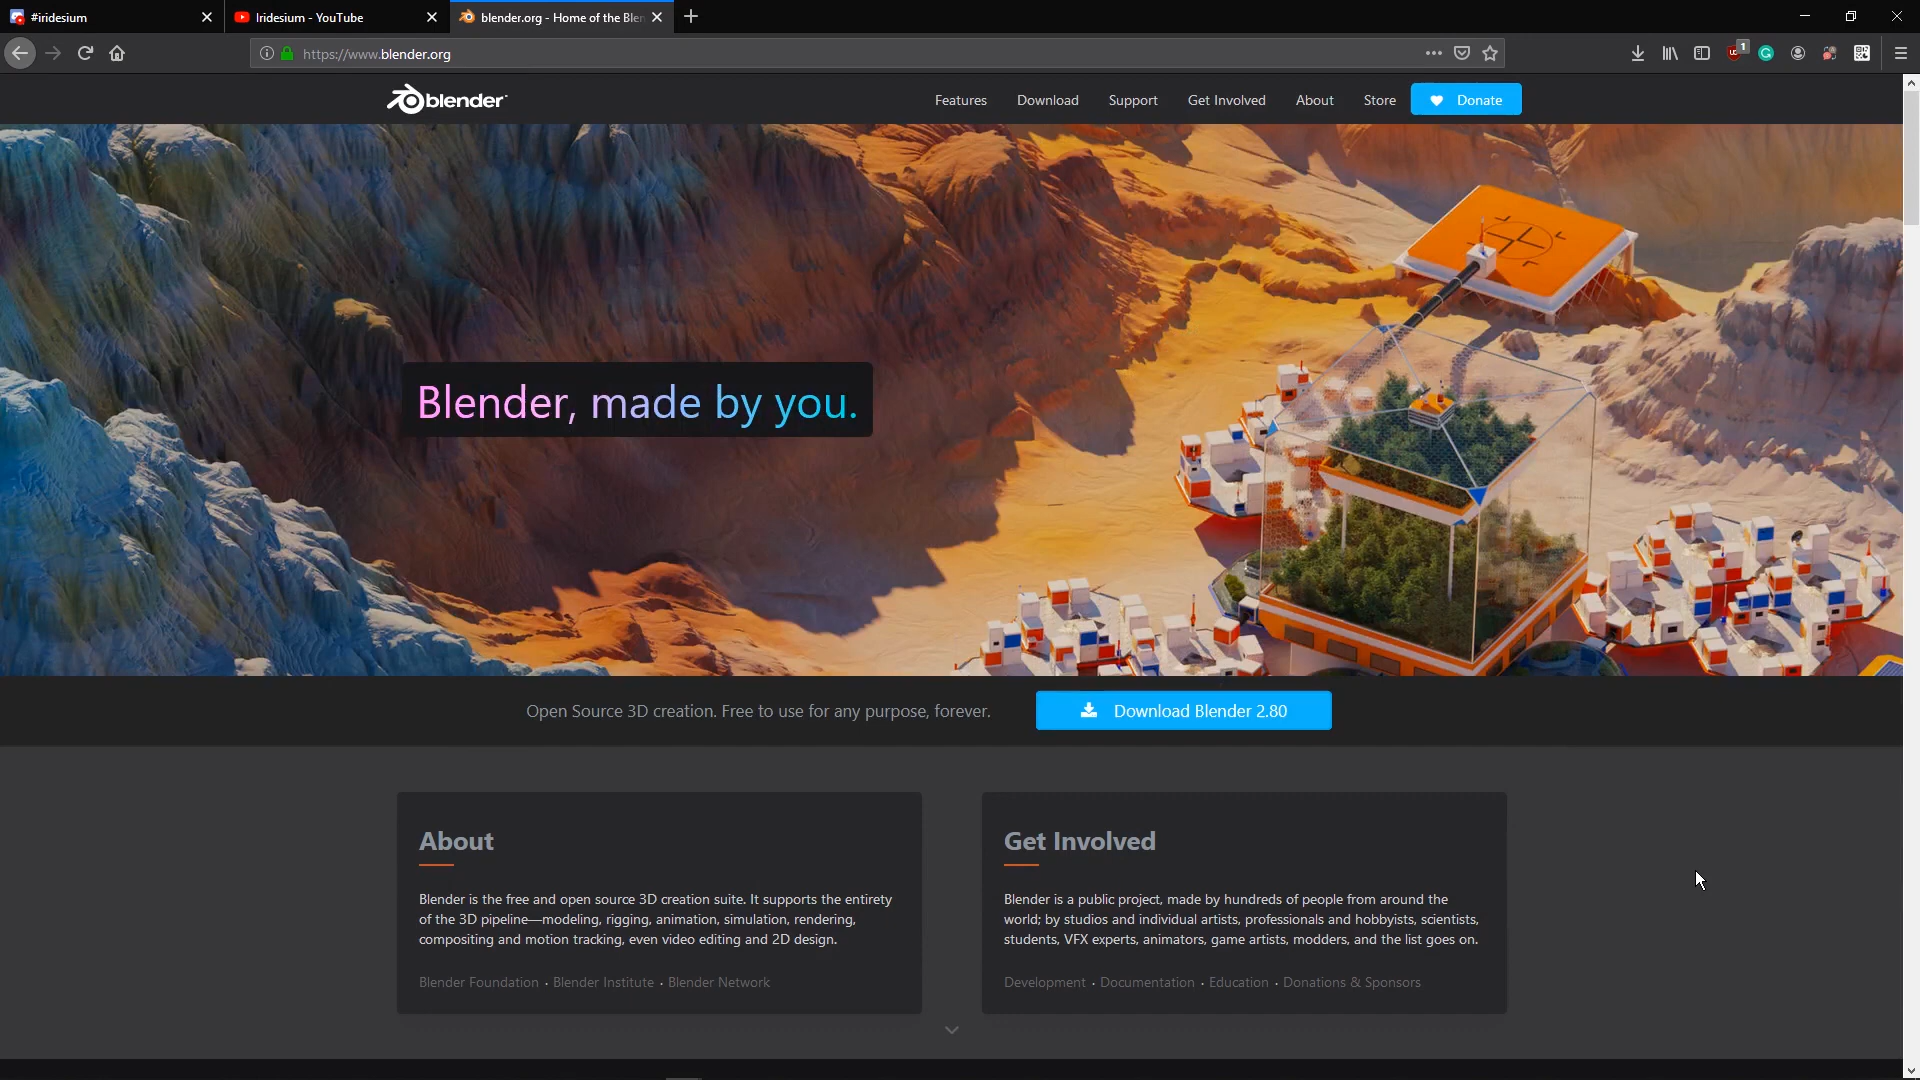 #iridesium
Iridesium - YouTube
blender.org - Home of the Blen
https://www.blender.org
1
blender
Features
Download
Support
Get Involved
About
Store
Donate
Blender, made by you.
Open Source 3D creation. Free to use for any purpose, forever.
Download Blender 2.80
About
Blender is the free and open source 3D creation suite. It supports the entirety
of the 3D pipeline—modeling, rigging, animation, simulation, rendering,
compositing and motion tracking, even video editing and 2D design.
Blender Foundation · Blender Institute · Blender Network
Get Involved
Blender is a public project, made by hundreds of people from around the
world; by studios and individual artists, professionals and hobbyists, scientists,
students, VFX experts, animators, game artists, modders, and the list goes on.
Development · Documentation · Education · Donations & Sponsors